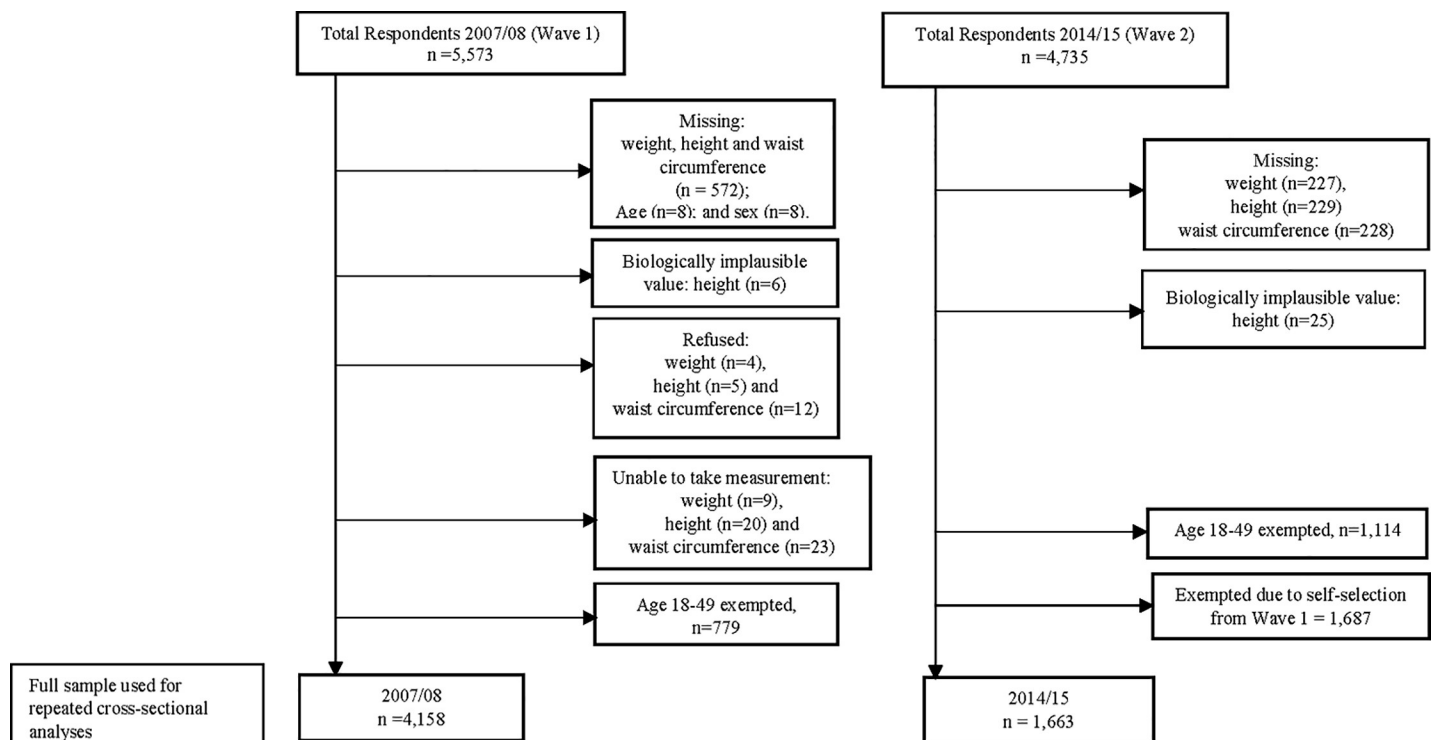 Total Respondents 2007/08 (Wave 1)
n =5,573
Missing:
weight, height and waist
circumference
(n = 572);
Age (n=8); and sex (n=8).
Biologically implausible
value: height (n=6)
Refused:
weight (n=4),
height (n=5) and
waist circumference (n=12)
Unable to take measurement:
weight (n=9),
height (n=20) and
waist circumference (n=23)
Age 18-49 exempted,
n=779
Full sample used for
repeated cross-sectional
analyses
2007/08
n =4,158
Total Respondents 2014/15 (Wave 2)
n =4,735
Missing:
weight (n=227),
height (n=229)
waist circumference (n=228)
Biologically implausible value:
height (n=25)
Age 18-49 exempted, n=1,114
Exempted due to self-selection
from Wave 1 = 1,687
2014/15
n = 1,663